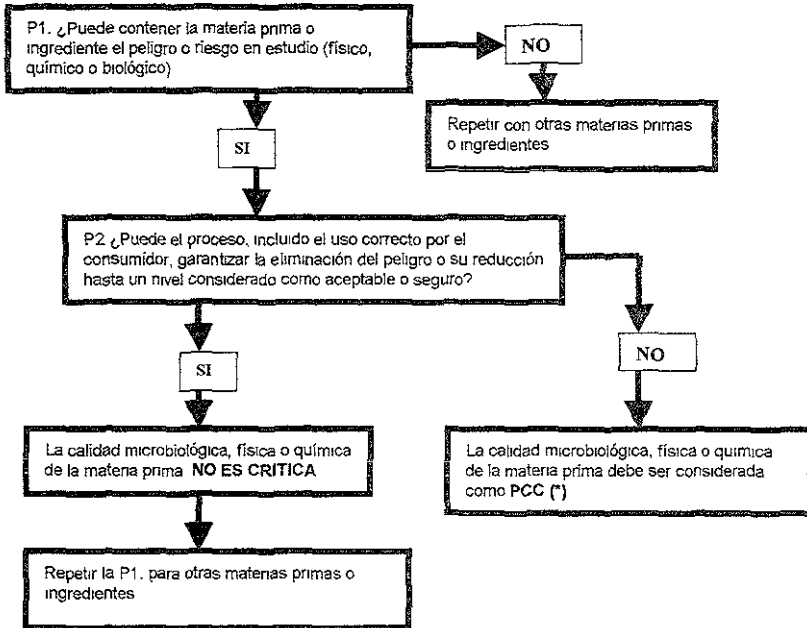 P1. ¿Puede contener la materia prima o
ingrediente el peligro o riesgo en estudio (físico,
químico o biológico)
NO
Repetir con otras materias primas
o ingredientes
SI
P2 ¿Puede el proceso, incluido el uso correcto por el
consumidor, garantizar la eliminación del peligro o su reducción
hasta un nivel considerado como aceptable o seguro?
SI
NO
La calidad microbiológica, física o química
de la materia prima NO ES CRITICA
La calidad microbiológica, física o química
de la materia prima debe ser considerada
como PCC (*)
Repetir la P1. para otras materias primas o
ingredientes